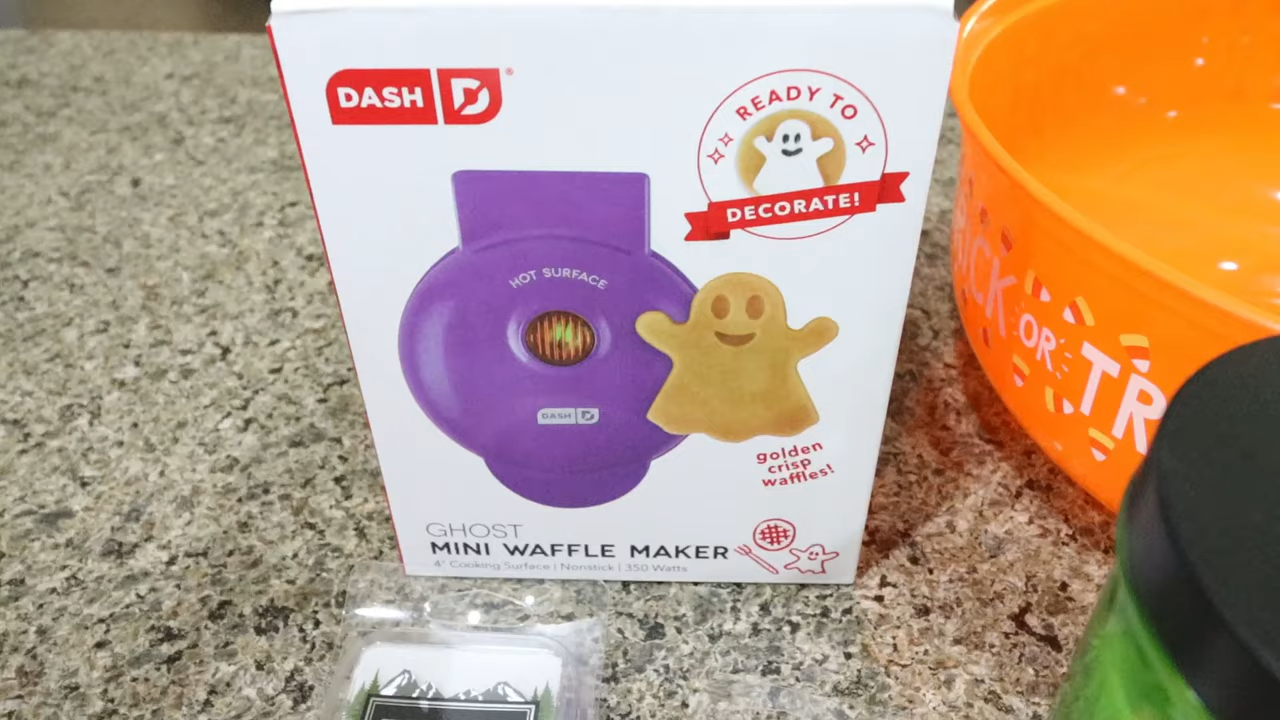 DASH D®
READY TO
DECORATE!
HOT SURFACE
DASH D
golden
crisp
waffles!
GHOST
MINI WAFFLE MAKER
4" Cooking Surface | Nonstick | 350 Watts
OR TR